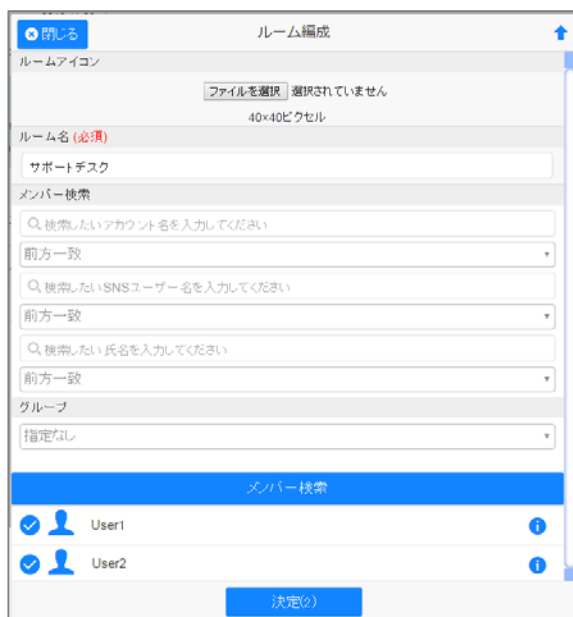 閉じる
ルーム編成
ルームアイコン
ファイルを選択 選択されていません
40×40ピクセル
ルーム名 (必須)
サポートデスク
メンバー検索
検索したいアカウント名を入力してください
前方一致
検索したいSNSユーザー名を入力してください
前方一致
検索したい氏名を入力してください
前方一致
グループ
指定なし
メンバー検索
User1
User2
決定(2)